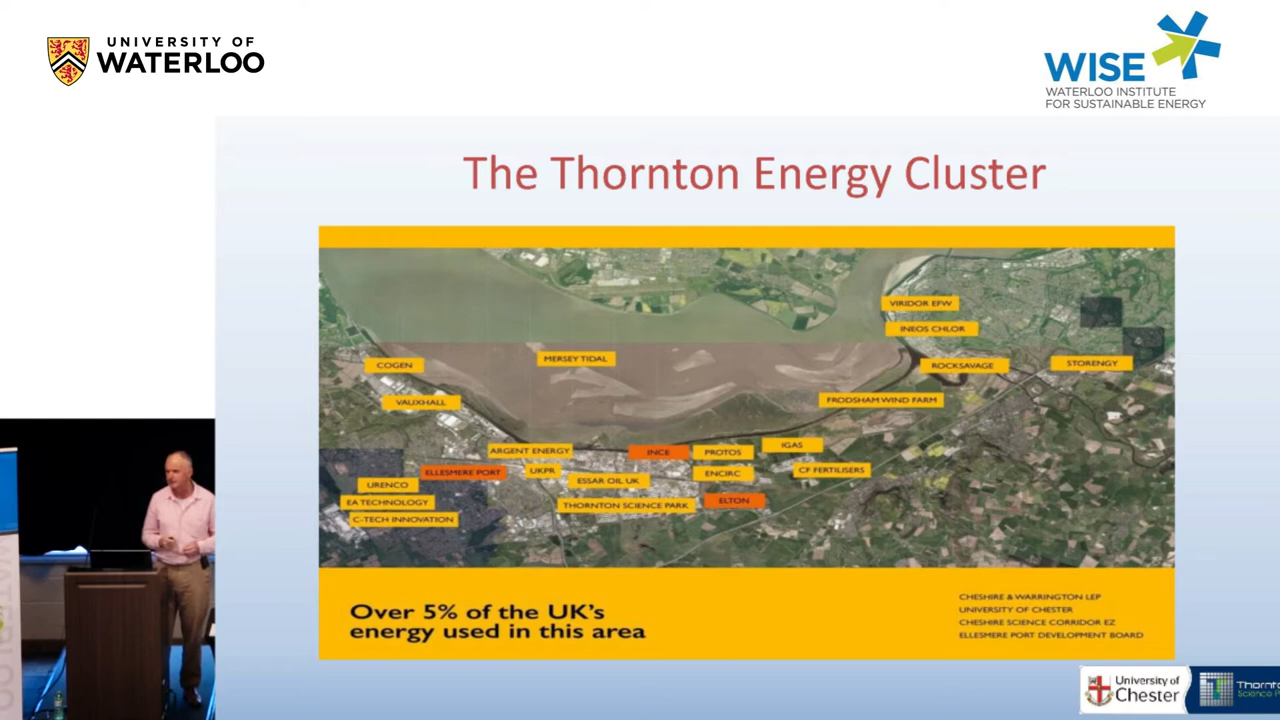 UNIVERSITY OF
WATERLOO
WISE
WATERLOO INSTITUTE
FOR SUSTAINABLE ENERGY
The Thornton Energy Cluster
VIRIDOR EFW
INEOS CHLOR
COGEN
MERSEY TIDAL
ROCKSAVAGE
STORENGY
VAUXHALL
FRODSHAM WIND FARM
ARGENT ENERGY
INCE
PROTOS
IGAS
ELLESMERE PORT
UKPR
ESSAR OIL UK
ENCIRC
CF FERTILISERS
URENCO
EA TECHNOLOGY
THORNTON SCIENCE PARK
ELTON
C-TECH INNOVATION
Over 5% of the UK's
energy used in this area
CHESHIRE & WARRINGTON LEP
UNIVERSITY OF CHESTER
CHESHIRE SCIENCE CORRIDOR EZ
ELLESMERE PORT DEVELOPMENT BOARD
University of
Chester
Thornt
Science P